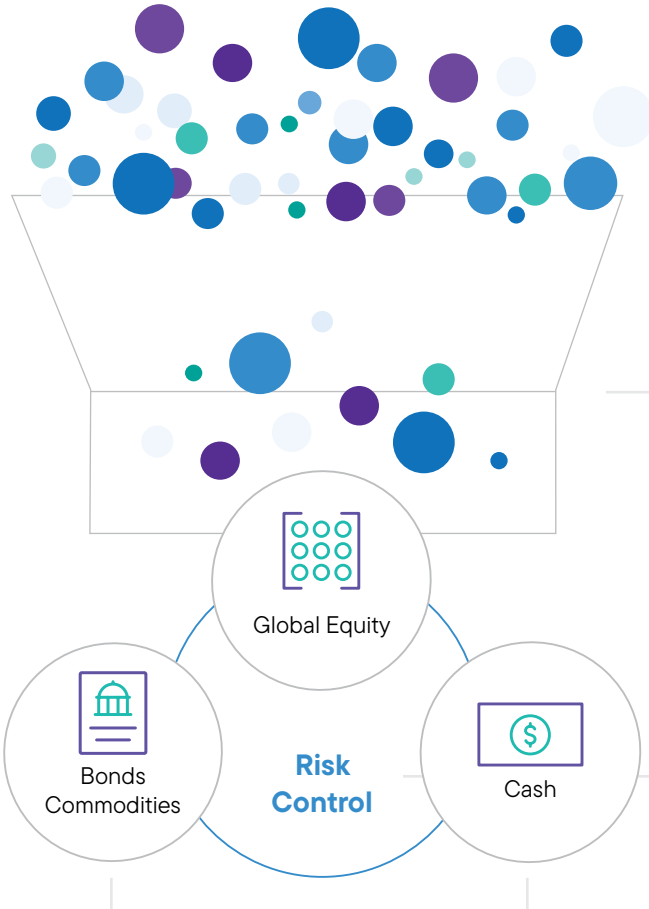 Global Equity
Risk
Control
Bonds
Commodities
$
Cash